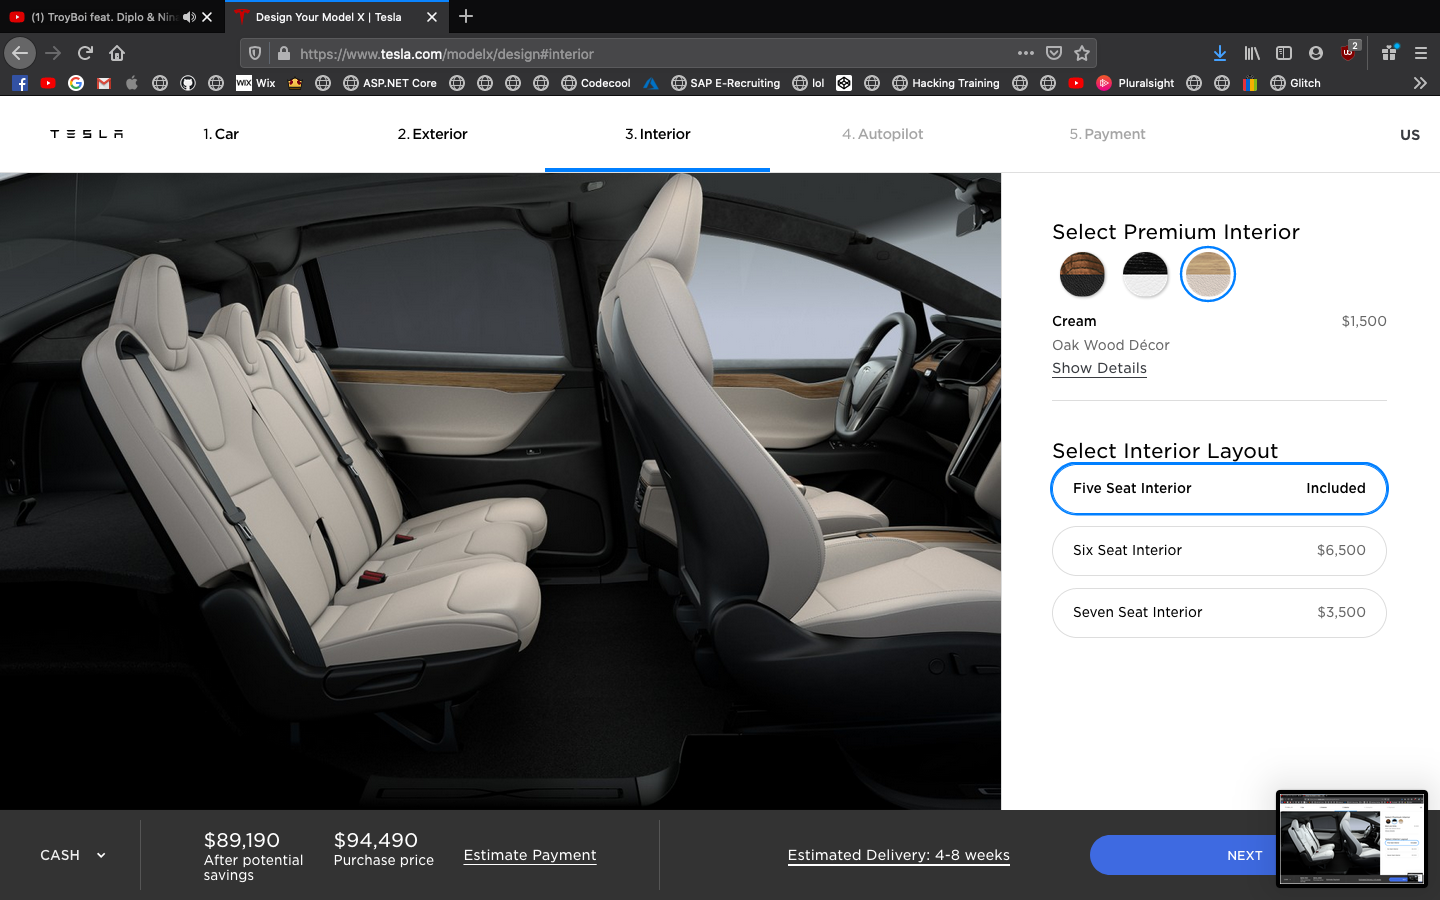 (1) TroyBoi feat. Diplo & Nina
Design Your Model X | Tesla
https://www.tesla.com/modelx/design#interior
2
WiX Wix
ASP.NET Core
Codecool
SAP E-Recruiting
lol
Hacking Training
Pluralsight
Glitch
TESLA
1. Car
2. Exterior
3. Interior
4. Autopilot
5. Payment
US
Select Premium Interior
Cream $1,500
Oak Wood Décor
Show Details
Select Interior Layout
Five Seat Interior Included
Six Seat Interior $6,500
Seven Seat Interior $3,500
CASH
$89,190
After potential
savings
$94,490
Purchase price
Estimate Payment
Estimated Delivery: 4-8 weeks
NEXT